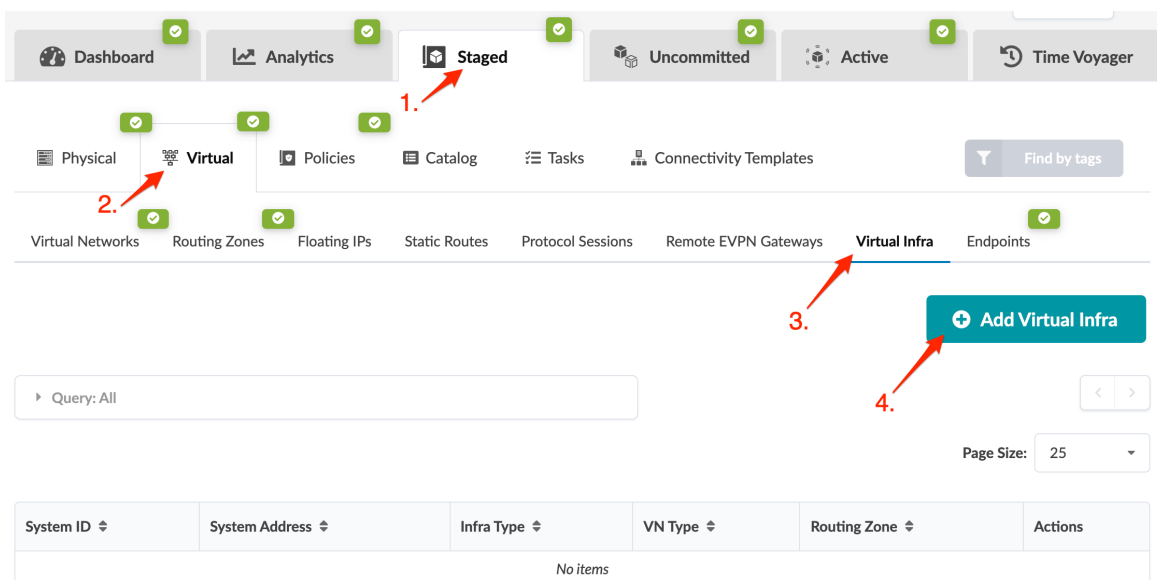 Dashboard Analytics Staged Uncommitted Active Time Voyager
1.
Physical Virtual Policies Catalog Tasks Connectivity Templates Find by tags
2.
Virtual Networks Routing Zones Floating IPs Static Routes Protocol Sessions Remote EVPN Gateways Virtual Infra Endpoints
3.
Add Virtual Infra
4.
Query: All
Page Size: 25
System ID System Address Infra Type VN Type Routing Zone Actions
No items